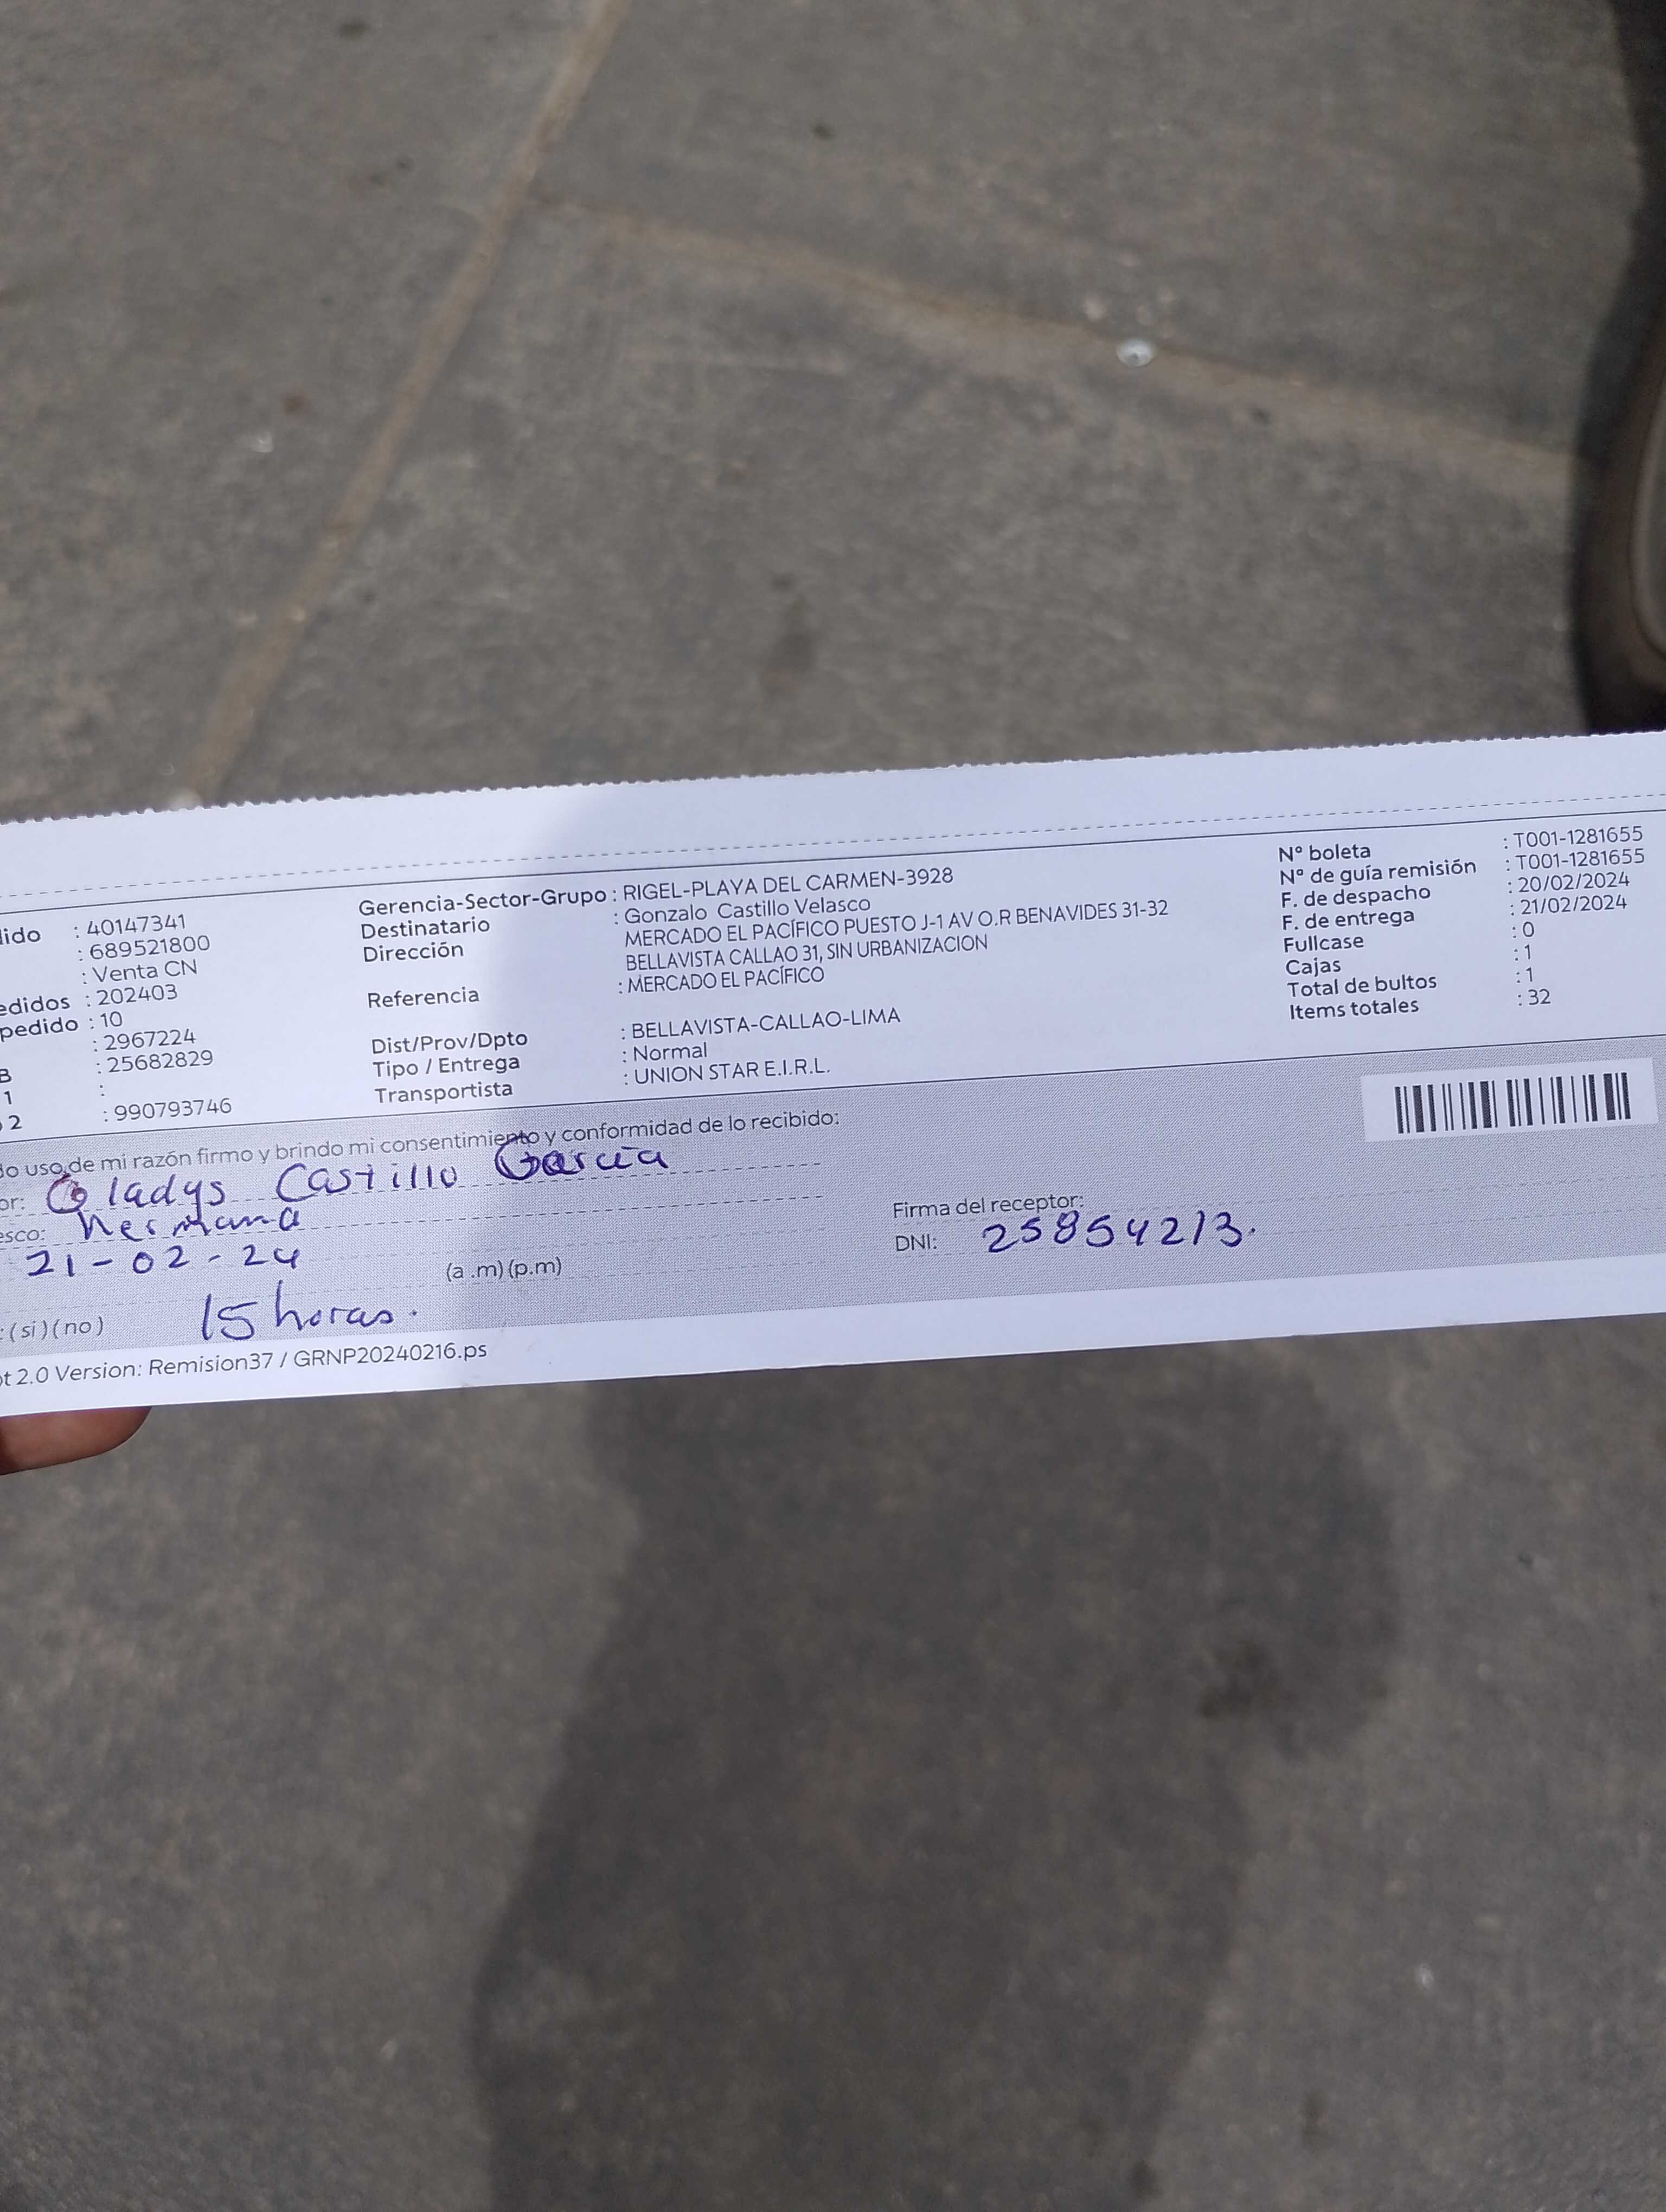 dido : 40147341
: 689521800
: Venta CN
edidos : 202403
pedido : 10
: 2967224
B : 25682829
1 :
2 : 990793746
Gerencia-Sector-Grupo : RIGEL-PLAYA DEL CARMEN-3928
Destinatario : Gonzalo Castillo Velasco
Dirección MERCADO EL PACÍFICO PUESTO J-1 AV O.R BENAVIDES 31-32
BELLAVISTA CALLAO 31, SIN URBANIZACION
Referencia : MERCADO EL PACÍFICO
Dist/Prov/Dpto : BELLAVISTA-CALLAO-LIMA
Tipo / Entrega : Normal
Transportista : UNION STAR E.I.R.L.
Nº boleta : T001-1281655
Nº de guía remisión : T001-1281655
F. de despacho : 20/02/2024
F. de entrega : 21/02/2024
Fullcase : 0
Cajas : 1
Total de bultos : 1
Items totales : 32
do uso de mi razón firmo y brindo mi consentimiento y conformidad de lo recibido:
or: Gladys Castillo Garcia
esco: hermana
21-02-24 (a .m) (p.m)
: ( si ) ( no ) 15 horas.
Firma del receptor:
DNI: 25854213.
ot 2.0 Version: Remision37 / GRNP20240216.ps